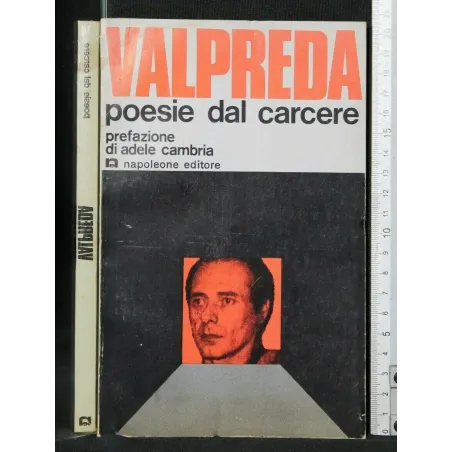 VALPREDA
poesie dal carcere
prefazione
di adele cambria
napoleone editore
poesie dal carcere
VALPREDA